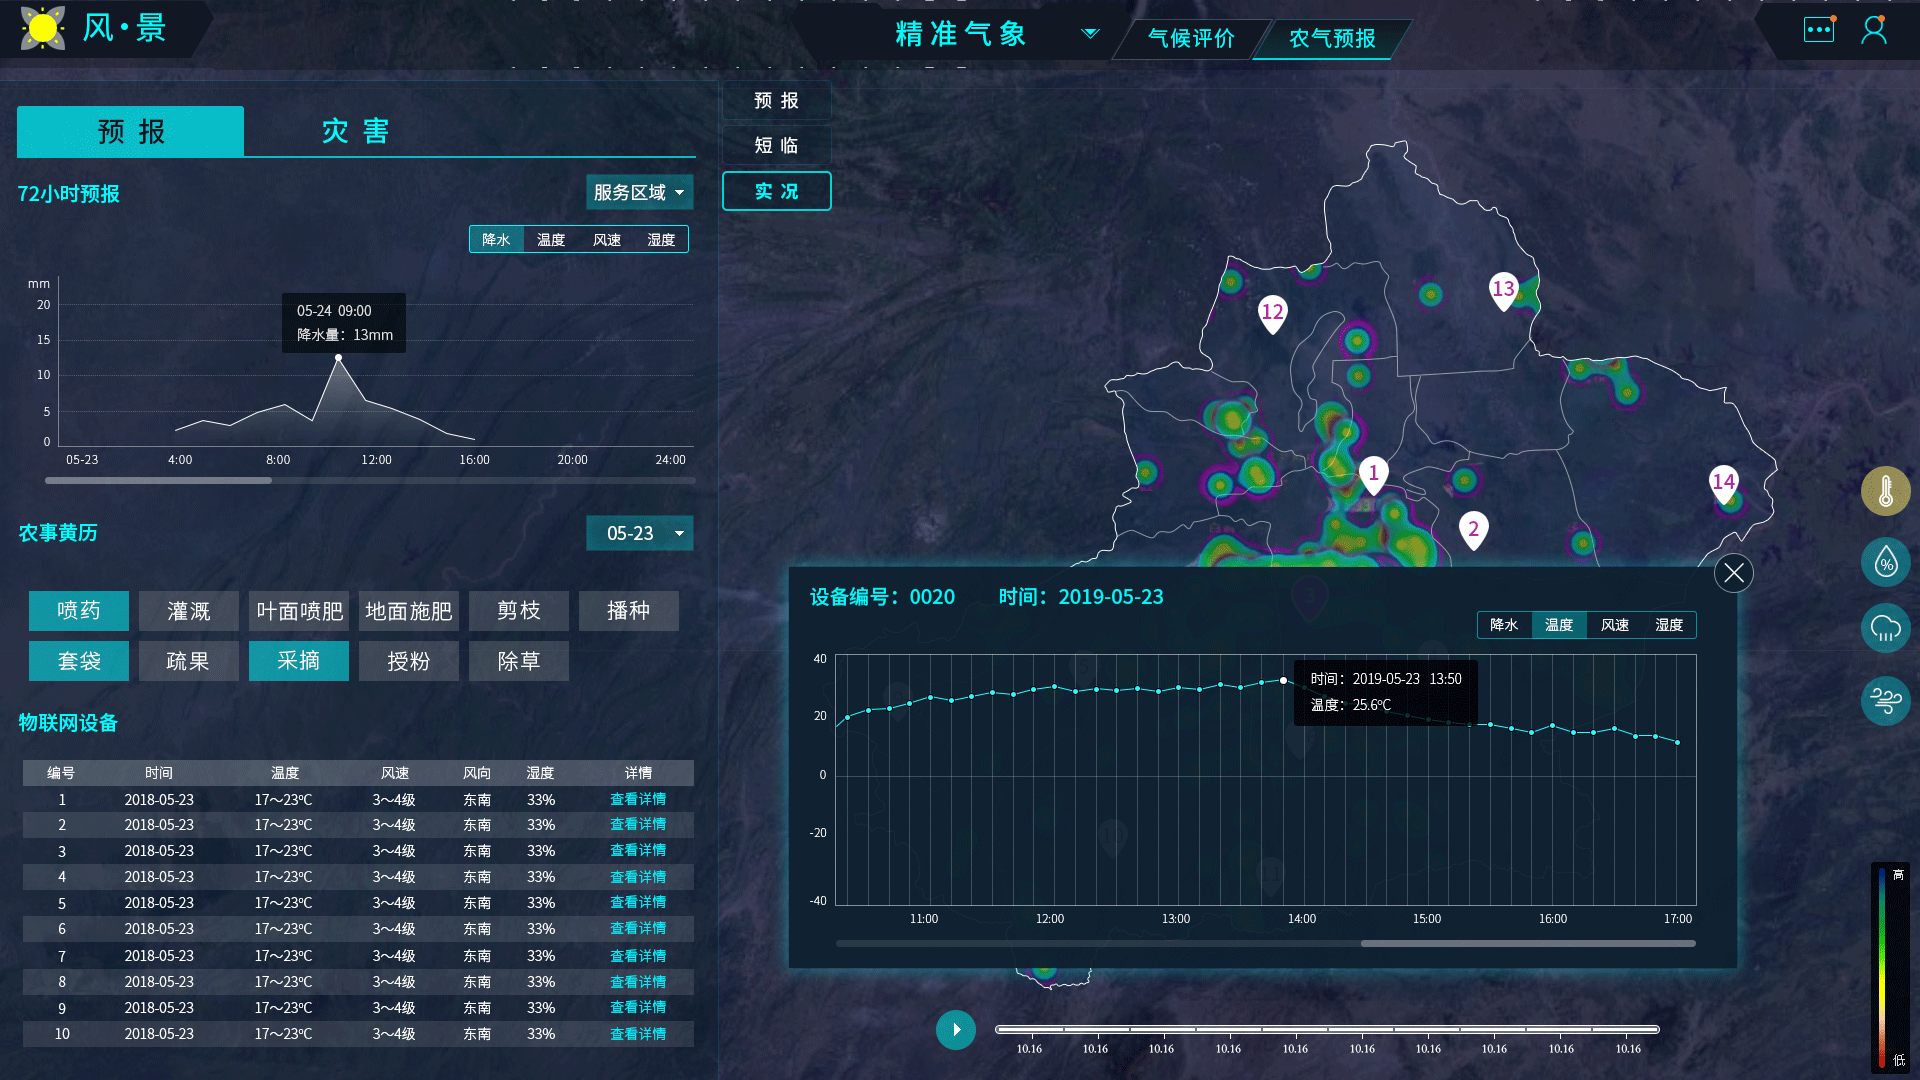 风·景
精准气象
气候评价
农气预报
预报
灾害
预报
短临
实况
72小时预报
服务区域
降水 温度 风速 湿度
mm
20
15
10
5
0
05-24 09:00
降水量：13mm
05-23 4:00 8:00 12:00 16:00 20:00 24:00
农事黄历
05-23
喷药 灌溉 叶面喷肥 地面施肥 剪枝 播种
套袋 疏果 采摘 授粉 除草
物联网设备
编号 时间 温度 风速 风向 湿度 详情
1 2018-05-23 17～23℃ 3～4级 东南 33% 查看详情
2 2018-05-23 17～23℃ 3～4级 东南 33% 查看详情
3 2018-05-23 17～23℃ 3～4级 东南 33% 查看详情
4 2018-05-23 17～23℃ 3～4级 东南 33% 查看详情
5 2018-05-23 17～23℃ 3～4级 东南 33% 查看详情
6 2018-05-23 17～23℃ 3～4级 东南 33% 查看详情
7 2018-05-23 17～23℃ 3～4级 东南 33% 查看详情
8 2018-05-23 17～23℃ 3～4级 东南 33% 查看详情
9 2018-05-23 17～23℃ 3～4级 东南 33% 查看详情
10 2018-05-23 17～23℃ 3～4级 东南 33% 查看详情
12
13
1
14
2
设备编号：0020 时间：2019-05-23
降水 温度 风速 湿度
40
20
0
-20
-40
时间：2019-05-23 13:50
温度：25.6℃
11:00 12:00 13:00 14:00 15:00 16:00 17:00
10.16 10.16 10.16 10.16 10.16 10.16 10.16 10.16 10.16 10.16
%
高
低